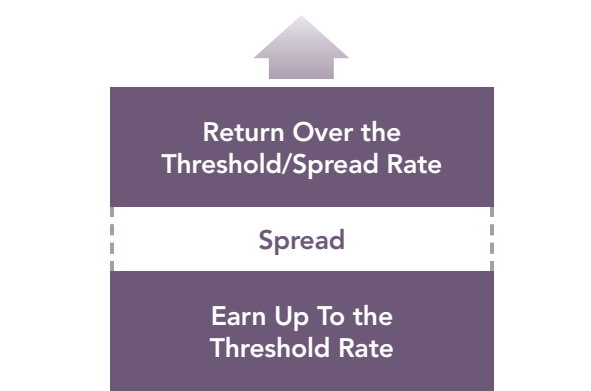 Return Over the
Threshold/Spread Rate
Spread
Earn Up To the
Threshold Rate